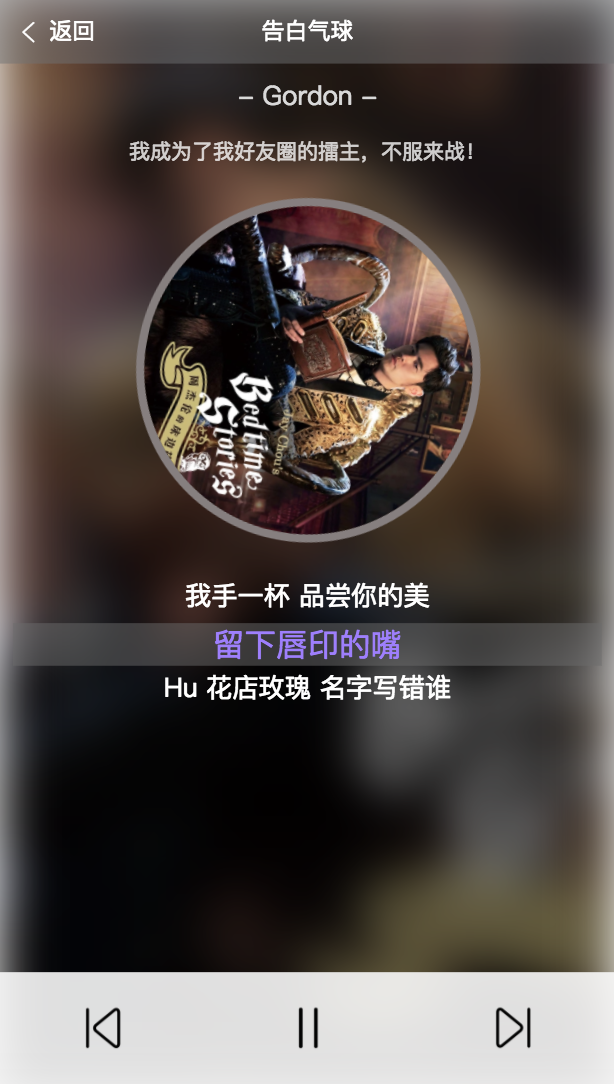 返回
告白气球
– Gordon –
我成为了我好友圈的擂主，不服来战！
周杰伦的床边
Jay Chou's
Bedtime
Stories
我手一杯 品尝你的美
留下唇印的嘴
Hu 花店玫瑰 名字写错谁